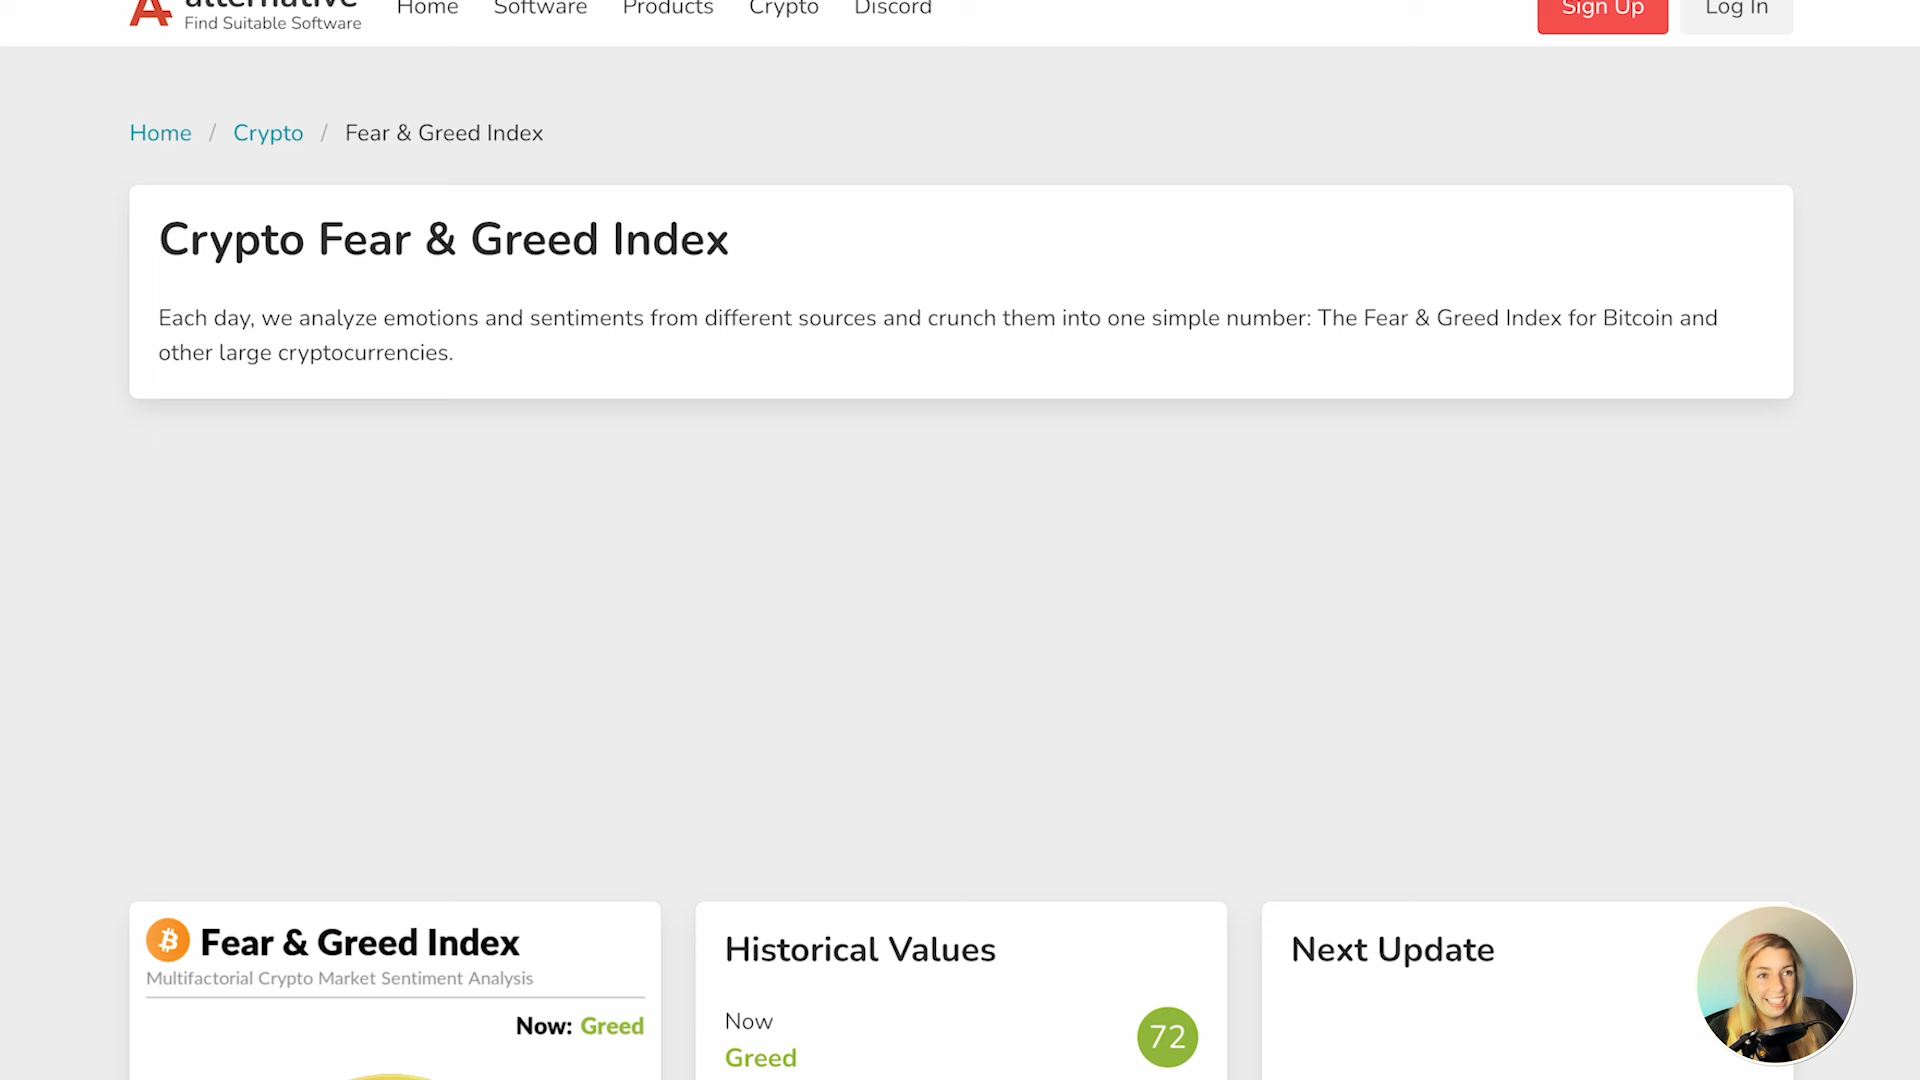 alternative
Find Suitable Software
Home Software Products Crypto Discord
Sign Up Log In
Home / Crypto / Fear & Greed Index
Crypto Fear & Greed Index
Each day, we analyze emotions and sentiments from different sources and crunch them into one simple number: The Fear & Greed Index for Bitcoin and
other large cryptocurrencies.
Fear & Greed Index
Multifactorial Crypto Market Sentiment Analysis
Now: Greed
Historical Values
Now
Greed
72
Next Update